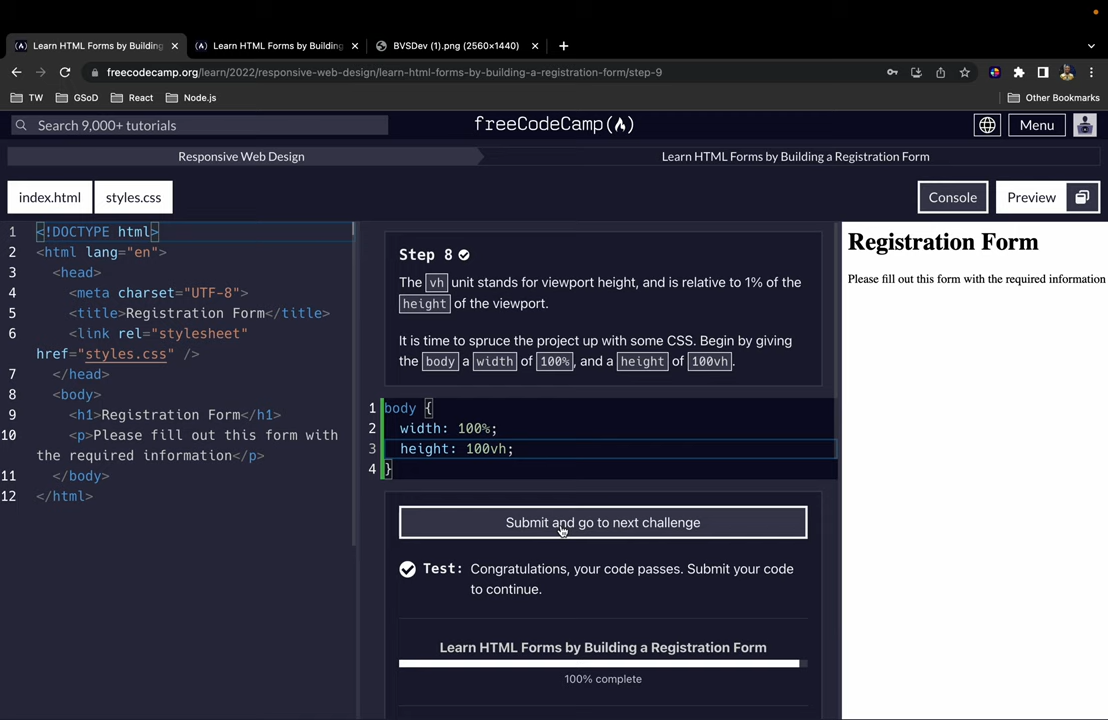 Learn HTML Forms by Building
Learn HTML Forms by Building
BVSDev (1).png (2560×1440)
freecodecamp.org/learn/2022/responsive-web-design/learn-html-forms-by-building-a-registration-form/step-9
TW
GSoD
React
Node.js
Other Bookmarks
Search 9,000+ tutorials
freeCodeCamp
Menu
Responsive Web Design
Learn HTML Forms by Building a Registration Form
index.html
styles.css
Console
Preview
1 <!DOCTYPE html>
2 <html lang="en">
3 <head>
4 <meta charset="UTF-8">
5 <title>Registration Form</title>
6 <link rel="stylesheet"
href="styles.css" />
7 </head>
8 <body>
9 <h1>Registration Form</h1>
10 <p>Please fill out this form with
the required information</p>
11 </body>
12 </html>
Step 8
The vh unit stands for viewport height, and is relative to 1% of the
height of the viewport.
It is time to spruce the project up with some CSS. Begin by giving
the body a width of 100%, and a height of 100vh.
1 body {
2 width: 100%;
3 height: 100vh;
4 }
Submit and go to next challenge
Test: Congratulations, your code passes. Submit your code
to continue.
Learn HTML Forms by Building a Registration Form
100% complete
Registration Form
Please fill out this form with the required information